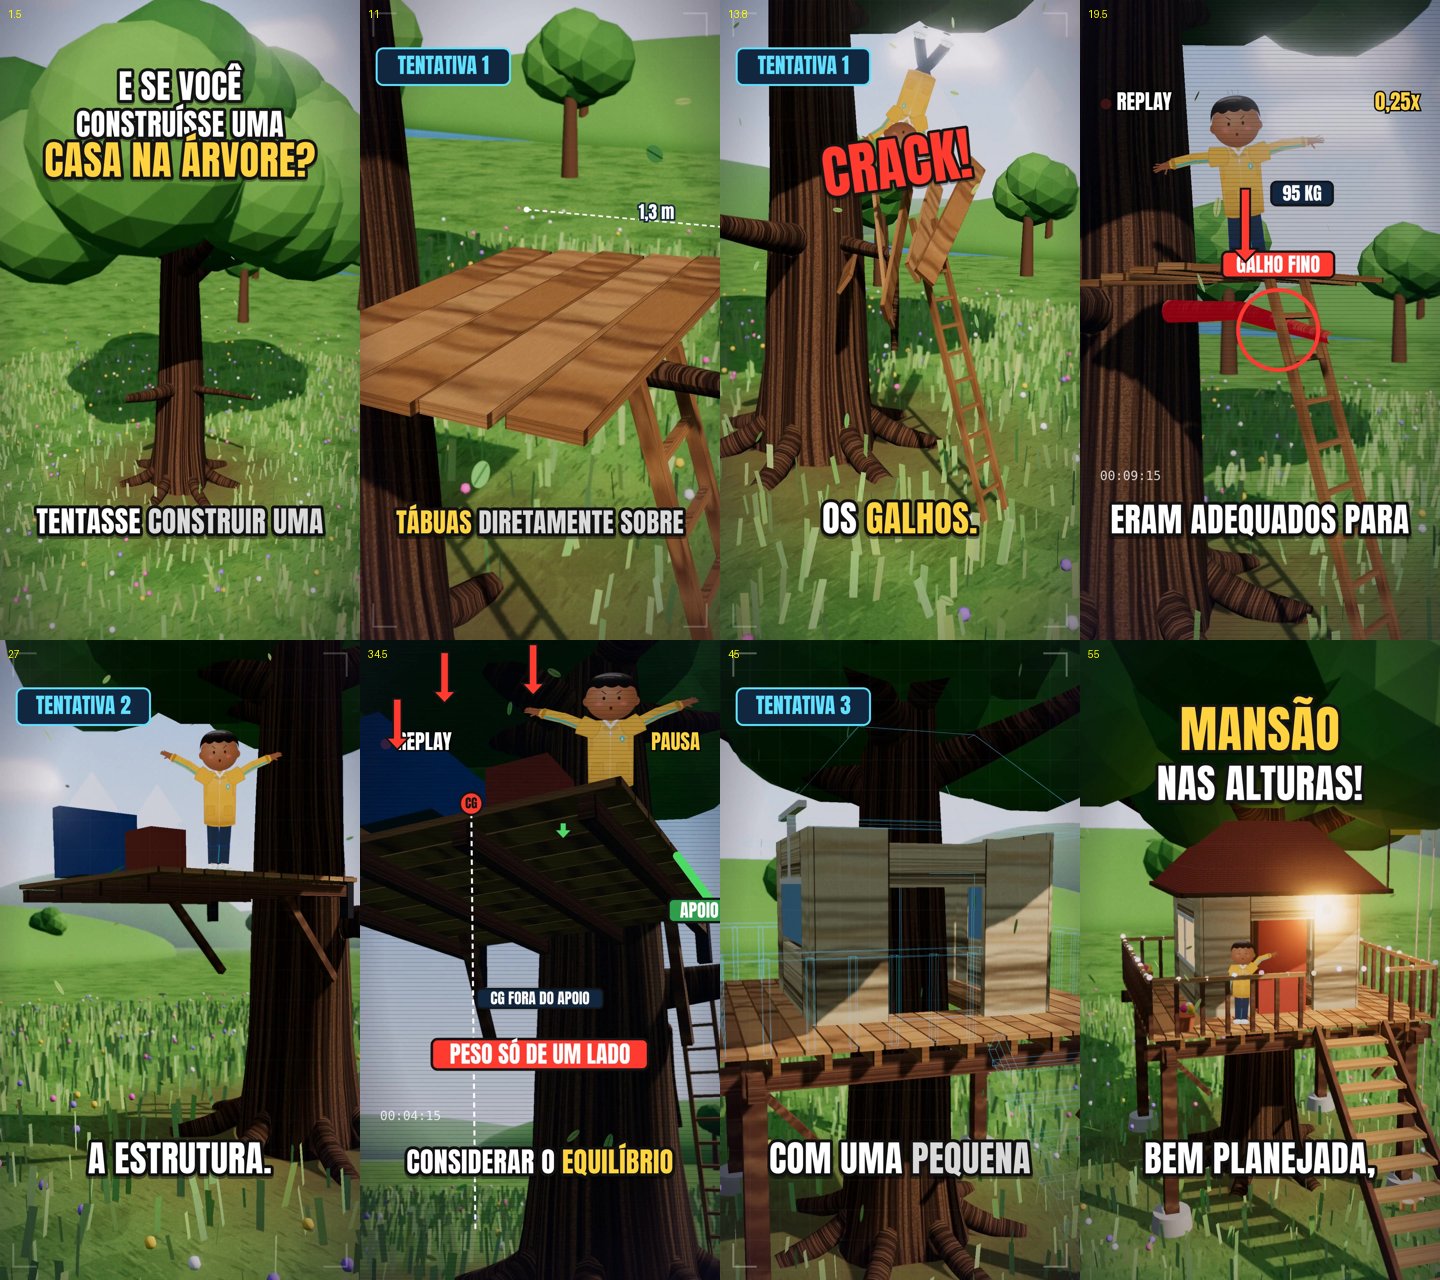 1.5
E SE VOCÊ
CONSTRUÍSSE UMA
CASA NA ÁRVORE?
TENTASSE CONSTRUIR UMA
11
TENTATIVA 1
1,3 m
TÁBUAS DIRETAMENTE SOBRE
13.8
TENTATIVA 1
CRACK!
OS GALHOS.
19.5
REPLAY
0,25x
95 KG
GALHO FINO
00:09:15
ERAM ADEQUADOS PARA
27
TENTATIVA 2
A ESTRUTURA.
34.5
REPLAY
PAUSA
CG
APOIO
CG FORA DO APOIO
PESO SÓ DE UM LADO
00:04:15
CONSIDERAR O EQUILÍBRIO
45
TENTATIVA 3
COM UMA PEQUENA
55
MANSÃO
NAS ALTURAS!
BEM PLANEJADA,